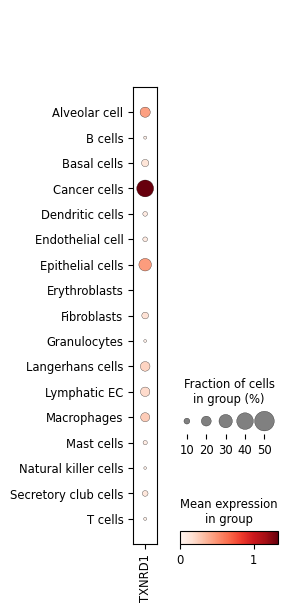 Alveolar cell
B cells
Basal cells
Cancer cells
Dendritic cells
Endothelial cell
Epithelial cells
Erythroblasts
Fibroblasts
Granulocytes
Langerhans cells
Lymphatic EC
Macrophages
Mast cells
Natural killer cells
Secretory club cells
T cells
TXNRD1
Fraction of cells
in group (%)
10 20 30 40 50
Mean expression
in group
0 1